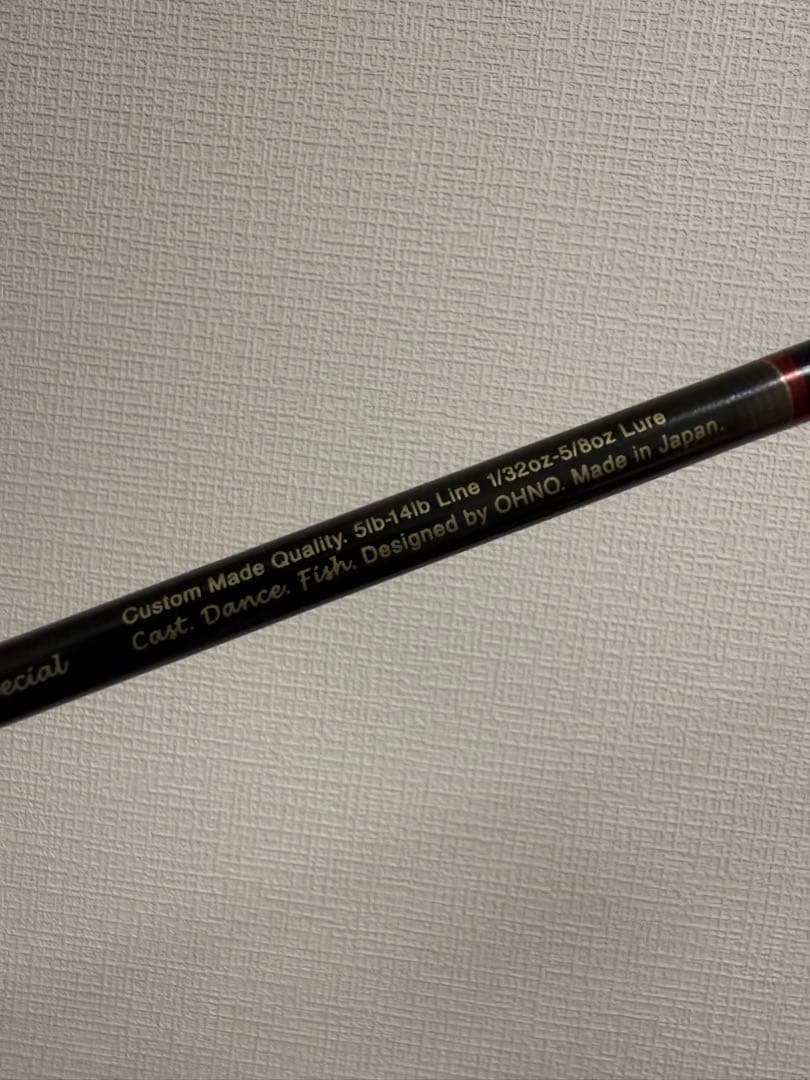 Custom Made Quality. 5lb-14lb Line 1/32oz-5/8oz Lure
ecial
Cast. Dance. Fish. Designed by OHNO. Made in Japan.